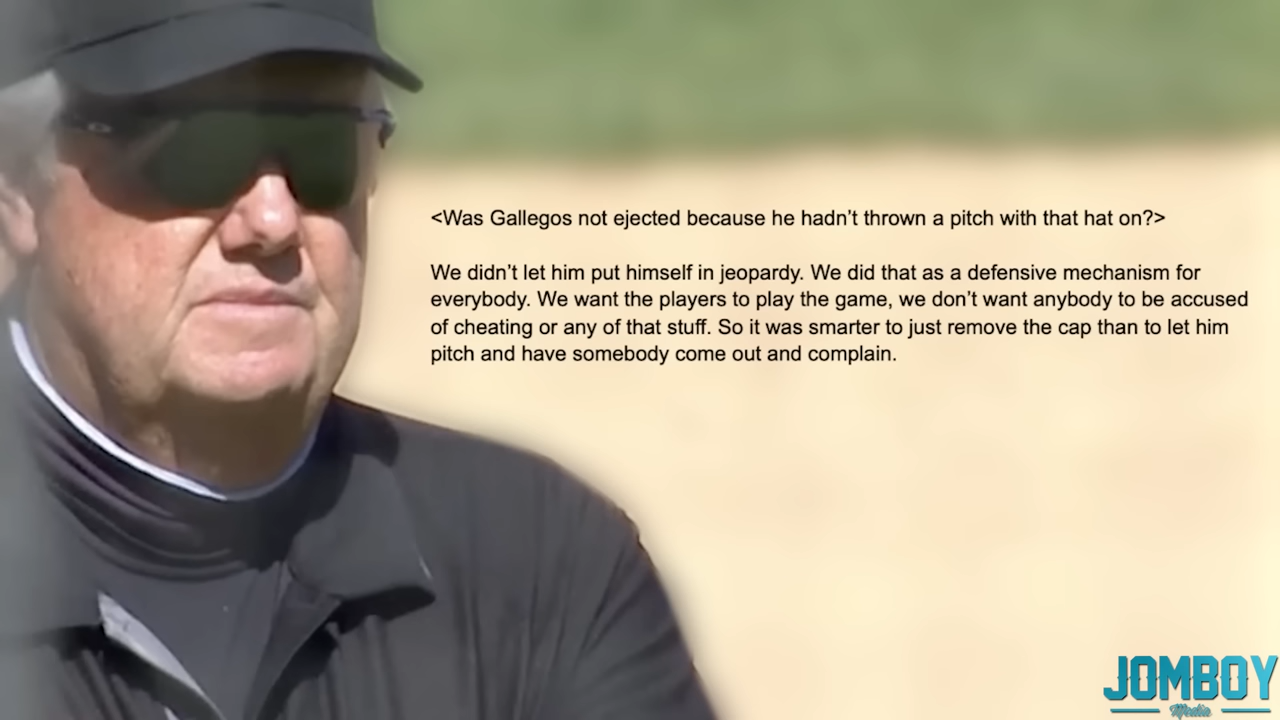 <Was Gallegos not ejected because he hadn’t thrown a pitch with that hat on?>
We didn’t let him put himself in jeopardy. We did that as a defensive mechanism for
everybody. We want the players to play the game, we don’t want anybody to be accused
of cheating or any of that stuff. So it was smarter to just remove the cap than to let him
pitch and have somebody come out and complain.
JOMBOY
Media